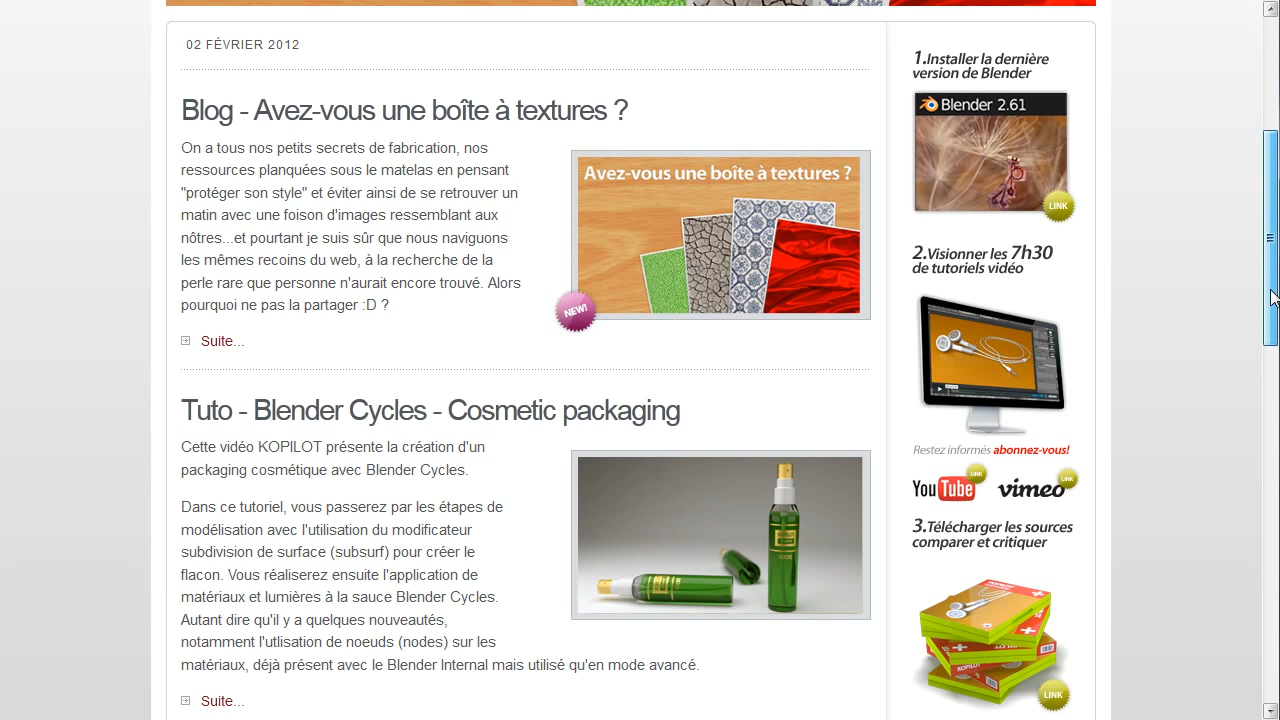 02 FÉVRIER 2012
Blog - Avez-vous une boîte à textures ?
On a tous nos petits secrets de fabrication, nos
ressources planquées sous le matelas en pensant
"protéger son style" et éviter ainsi de se retrouver un
matin avec une foison d'images ressemblant aux
nôtres...et pourtant je suis sûr que nous naviguons
les mêmes recoins du web, à la recherche de la
perle rare que personne n'aurait encore trouvé. Alors
pourquoi ne pas la partager :D ?
Avez-vous une boîte à textures ?
NEW!
Suite...
Tuto - Blender Cycles - Cosmetic packaging
Cette vidéo KOPILOT présente la création d'un
packaging cosmétique avec Blender Cycles.
Dans ce tutoriel, vous passerez par les étapes de
modélisation avec l'utilisation du modificateur
subdivision de surface (subsurf) pour créer le
flacon. Vous réaliserez ensuite l'application de
matériaux et lumières à la sauce Blender Cycles.
Autant dire qu'il y a quelques nouveautés,
notamment l'utlisation de noeuds (nodes) sur les
matériaux, déjà présent avec le Blender Internal mais utilisé qu'en mode avancé.
Suite...
1.Installer la dernière
version de Blender
Blender 2.61
LINK
2.Visionner les 7h30
de tutoriels vidéo
Restez informés abonnez-vous!
YouTube LINK vimeo LINK
3.Télécharger les sources
comparer et critiquer
KOPILOT
LINK